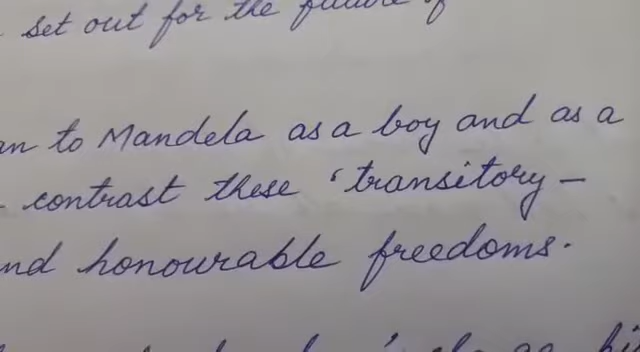 set out for the future of
to Mandela as a boy and as a
contrast these 'transitory -
honourable freedoms.